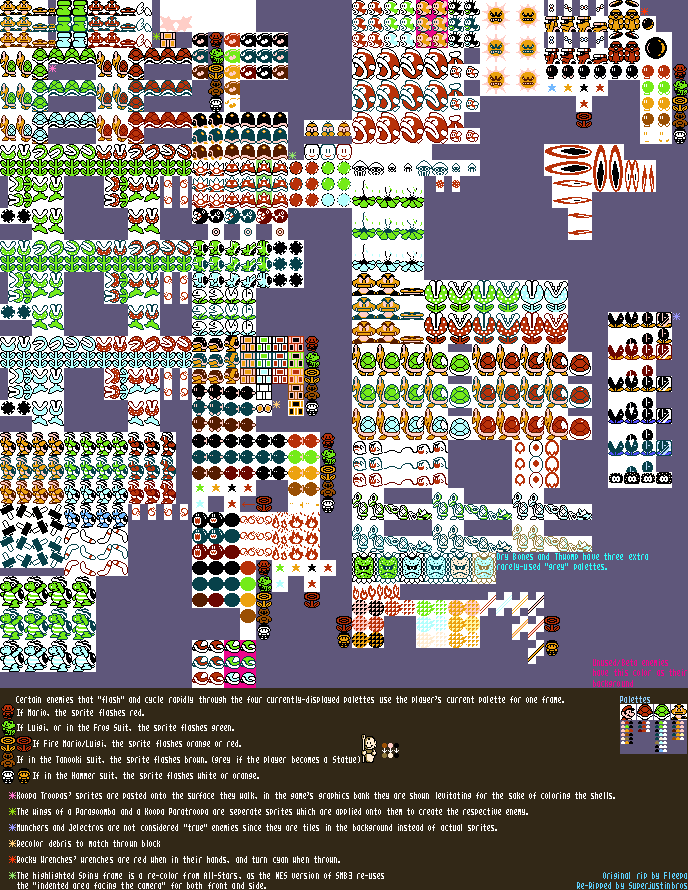 Dry Bones and Thwomp have three extra
rarely-used "grey" palettes.
Certain enemies that "flash" and cycle rapidly through the four currently-displayed palettes use the player's current palette for one frame.
Palettes
If Mario, the sprite flashes red.
If Luigi, or in the Frog Suit, the sprite flashes green.
If Fire Mario/Luigi, the sprite flashes orange or red.
If in the Tanooki suit, the sprite flashes brown, (grey if the player becomes a Statue)
If in the Hammer suit, the sprite flashes white or orange.
*Koopa Troopas' sprites are pasted onto the surface they walk, in the game's graphics bank they are shown levitating for the sake of coloring the shells.
*The wings of a Paragoomba and a Koopa Paratroopa are seperate sprites which are applied onto them to create the respective enemy.
*Munchers and Jelectros are not considered "true" enemies since they are tiles in the background instead of actual sprites.
*Recolor debris to match thrown block
*Rocky Wrenches' wrenches are red when in their hands, and turn cyan when thrown.
*The highlighted Spiny frame is a re-color from All-Stars, as the NES version of SMB3 re-uses
the "indented area facing the camera" for both front and side.
Original rip by Fleepa
Re-Ripped by Superjustinbros